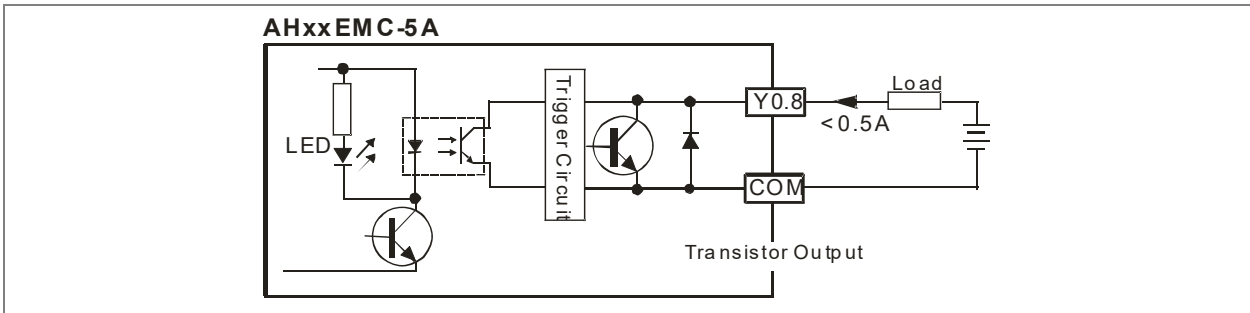 AHxxEMC-5A
LED
Trigger Circuit
Y0.8
Load
<0.5A
COM
Transistor Output